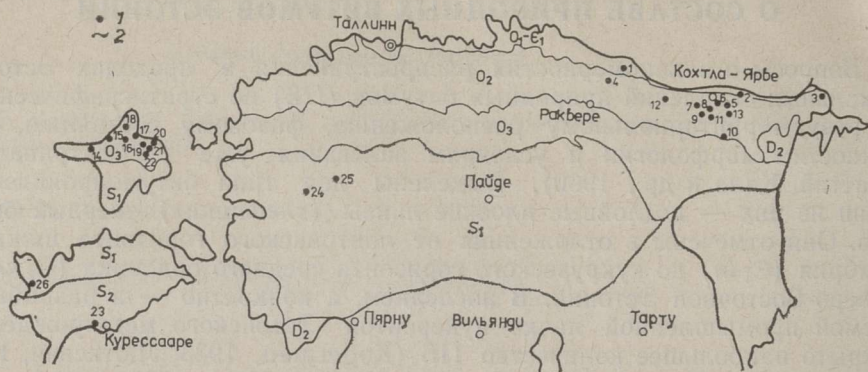 • 1
~ 2
Таллинн
O₁-Є₁
O₂
1
4
Кохтла-Ярве
12
7
8
6
5
2
3
9
11
13
10
Раквере
O₃
D₂
18
15
17
20
14
O₃
16
19
21
S₁
24
25
Пайде
S₁
S₁
26
S₂
23
Курессааре
D₂
Пярну
Вильянди
Тарту